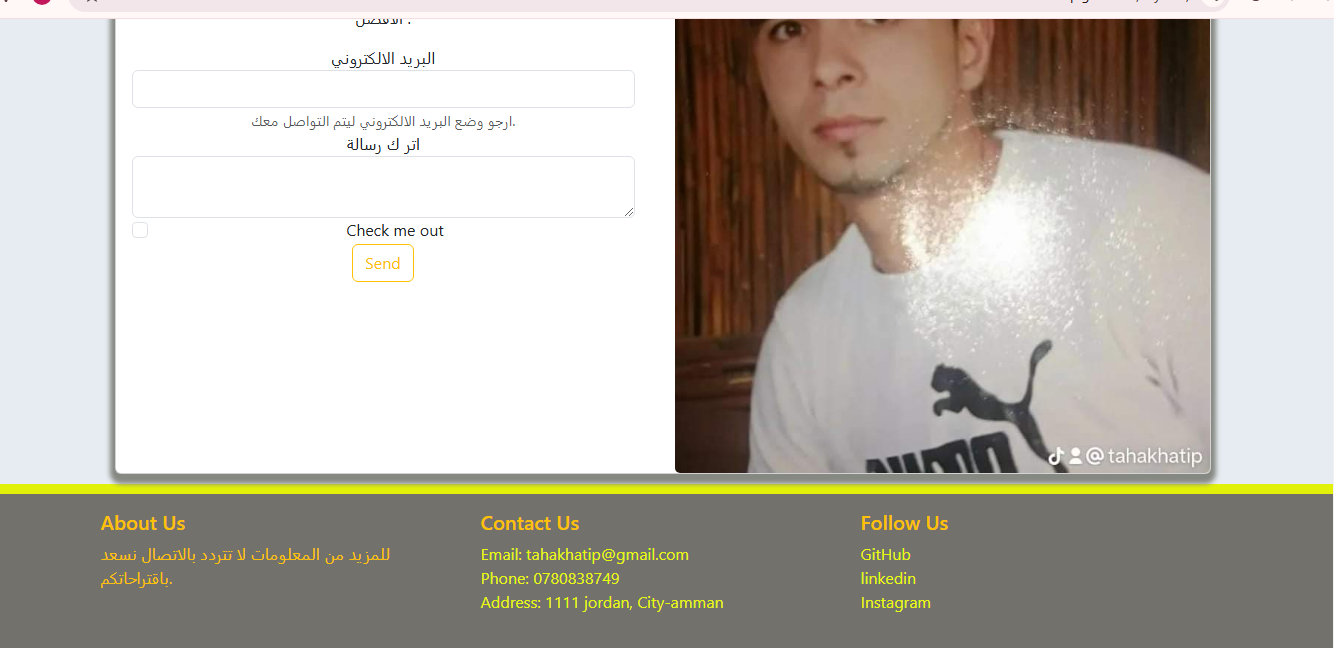 الأفضل .
البريد الالكتروني
ارجو وضع البريد الالكتروني ليتم التواصل معك.
اتر ك رسالة
Check me out
Send
tahakhatip@
About Us
للمزيد من المعلومات لا تتردد بالاتصال نسعد
باقتراحاتكم.
Contact Us
Email: tahakhatip@gmail.com
Phone: 0780838749
Address: 1111 jordan, City-amman
Follow Us
GitHub
linkedin
Instagram